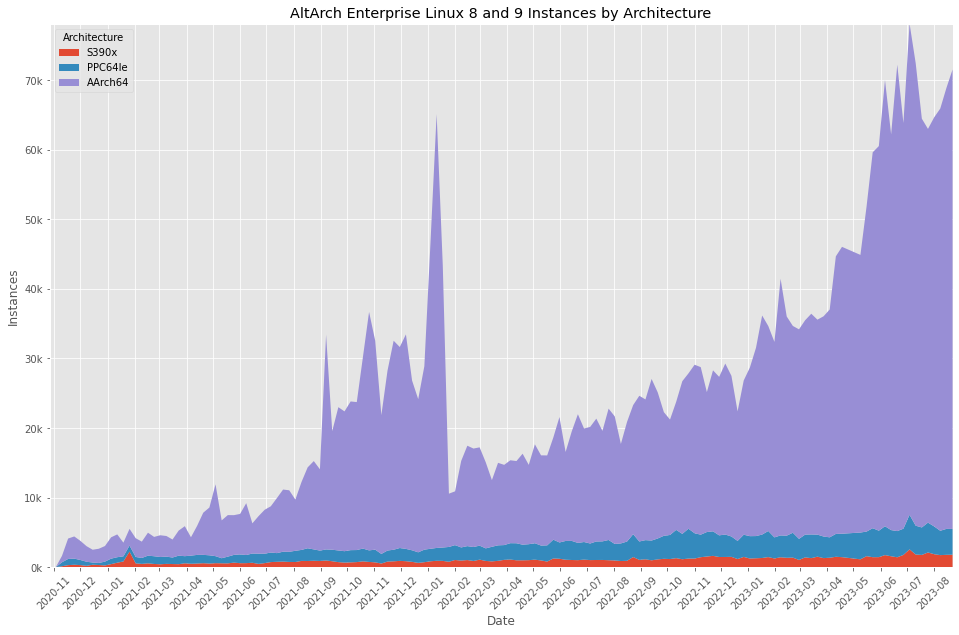 AltArch Enterprise Linux 8 and 9 Instances by Architecture
Architecture
S390x
PPC64le
AArch64
70k
60k
50k
40k
30k
20k
10k
0k
Instances
2020-11
2020-12
2021-01
2021-02
2021-03
2021-04
2021-05
2021-06
2021-07
2021-08
2021-09
2021-10
2021-11
2021-12
2022-01
2022-02
2022-03
2022-04
2022-05
2022-06
2022-07
2022-08
2022-09
2022-10
2022-11
2022-12
2023-01
2023-02
2023-03
2023-04
2023-05
2023-06
2023-07
2023-08
Date